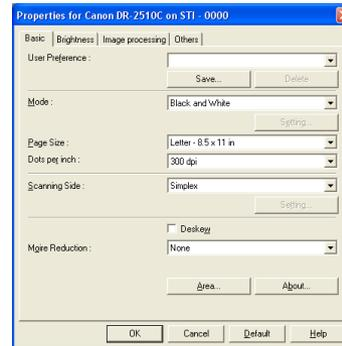 Properties for Canon DR-2510C on STI - 0000
Basic Brightness Image processing Others
User Preference :
Save... Delete
Mode : Black and White
Setting...
Page Size : Letter - 8.5 x 11 in
Dots per inch : 300 dpi
Scanning Side : Simplex
Setting...
Deskew
Moire Reduction : None
Area... About...
OK Cancel Default Help